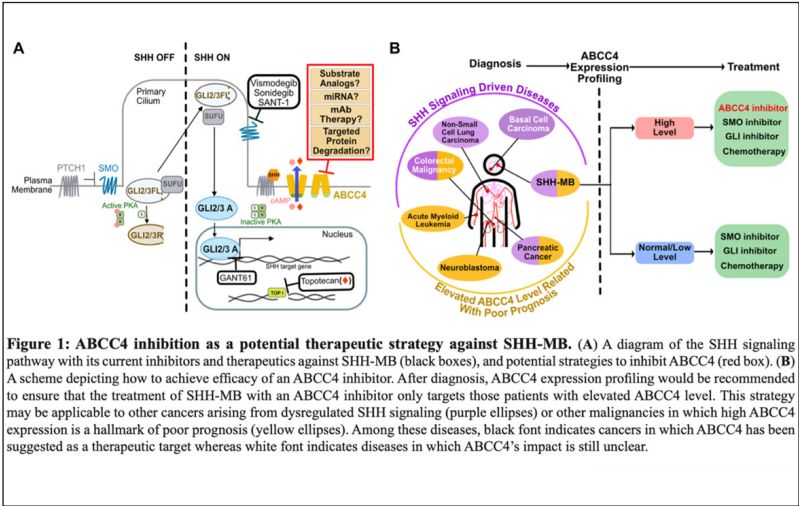 A
SHH OFF
SHH ON
Primary
Cilium
GLI2/3FL
SUFU
Vismodegib
Sonidegib
SANT-1
Substrate
Analogs?
miRNA?
mAb
Therapy?
Targeted
Protein
Degradation?
Plasma
Membrane
PTCH1
SMO
GLI2/3FL
SUFU
Active PKA
GLI2/3R
GLI2/3 A
SHH
cAMP
ABCC4
Inactive PKA
Nucleus
GLI2/3 A
SHH target gene
GANT61
TOP I
Topotecan(♦)
B
Diagnosis
ABCC4
Expression
Profiling
Treatment
SHH Signaling Driven Diseases
Non-Small
Cell Lung
Carcinoma
Basal Cell
Carcinoma
Colorectal
Malignancy
SHH-MB
Acute Myeloid
Leukemia
Pancreatic
Cancer
Neuroblastoma
Elevated ABCC4 Level Related
With Poor Prognosis
High
Level
ABCC4 inhibitor
SMO inhibitor
GLI inhibitor
Chemotherapy
Normal/Low
Level
SMO inhibitor
GLI inhibitor
Chemotherapy
Figure 1: ABCC4 inhibition as a potential therapeutic strategy against SHH-MB. (A) A diagram of the SHH signaling
pathway with its current inhibitors and therapeutics against SHH-MB (black boxes), and potential strategies to inhibit ABCC4 (red box). (B)
A scheme depicting how to achieve efficacy of an ABCC4 inhibitor. After diagnosis, ABCC4 expression profiling would be recommended
to ensure that the treatment of SHH-MB with an ABCC4 inhibitor only targets those patients with elevated ABCC4 level. This strategy
may be applicable to other cancers arising from dysregulated SHH signaling (purple ellipses) or other malignancies in which high ABCC4
expression is a hallmark of poor prognosis (yellow ellipses). Among these diseases, black font indicates cancers in which ABCC4 has been
suggested as a therapeutic target whereas white font indicates diseases in which ABCC4's impact is still unclear.